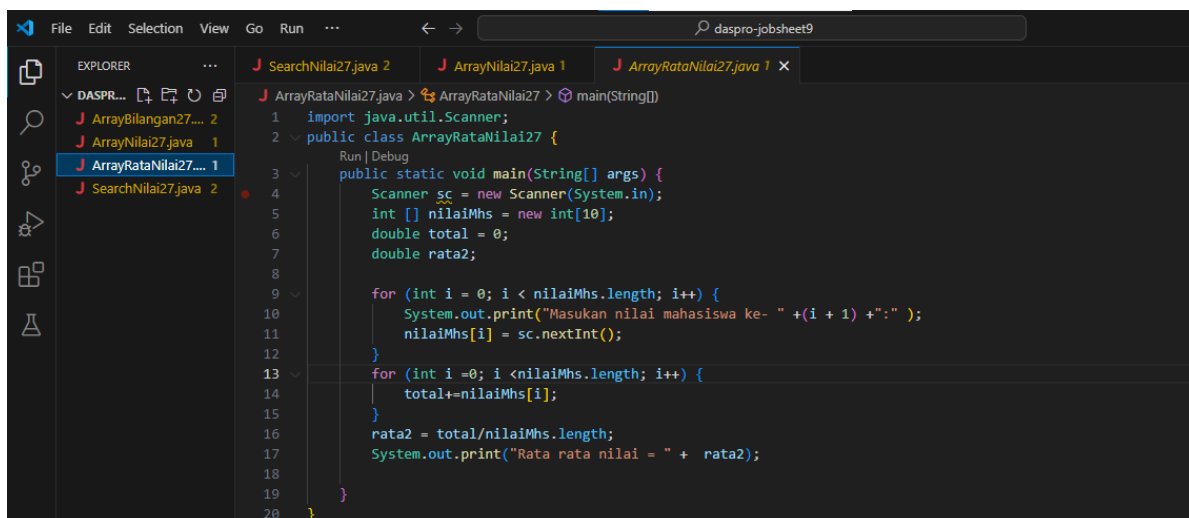 File Edit Selection View Go Run ··· ← → daspro-jobsheet9
EXPLORER ···
DASPR...
J ArrayBilangan27.... 2
J ArrayNilai27.java 1
J ArrayRataNilai27.... 1
J SearchNilai27.java 2
J SearchNilai27.java 2 J ArrayNilai27.java 1 J ArrayRataNilai27.java 1 ×
J ArrayRataNilai27.java > ArrayRataNilai27 > main(String[])
1 import java.util.Scanner;
2 public class ArrayRataNilai27 {
Run | Debug
3 public static void main(String[] args) {
4 Scanner sc = new Scanner(System.in);
5 int [] nilaiMhs = new int[10];
6 double total = 0;
7 double rata2;
8
9 for (int i = 0; i < nilaiMhs.length; i++) {
10 System.out.print("Masukan nilai mahasiswa ke- " +(i + 1) +":" );
11 nilaiMhs[i] = sc.nextInt();
12 }
13 for (int i =0; i <nilaiMhs.length; i++) {
14 total+=nilaiMhs[i];
15 }
16 rata2 = total/nilaiMhs.length;
17 System.out.print("Rata rata nilai = " +  rata2);
18
19 }
20 }